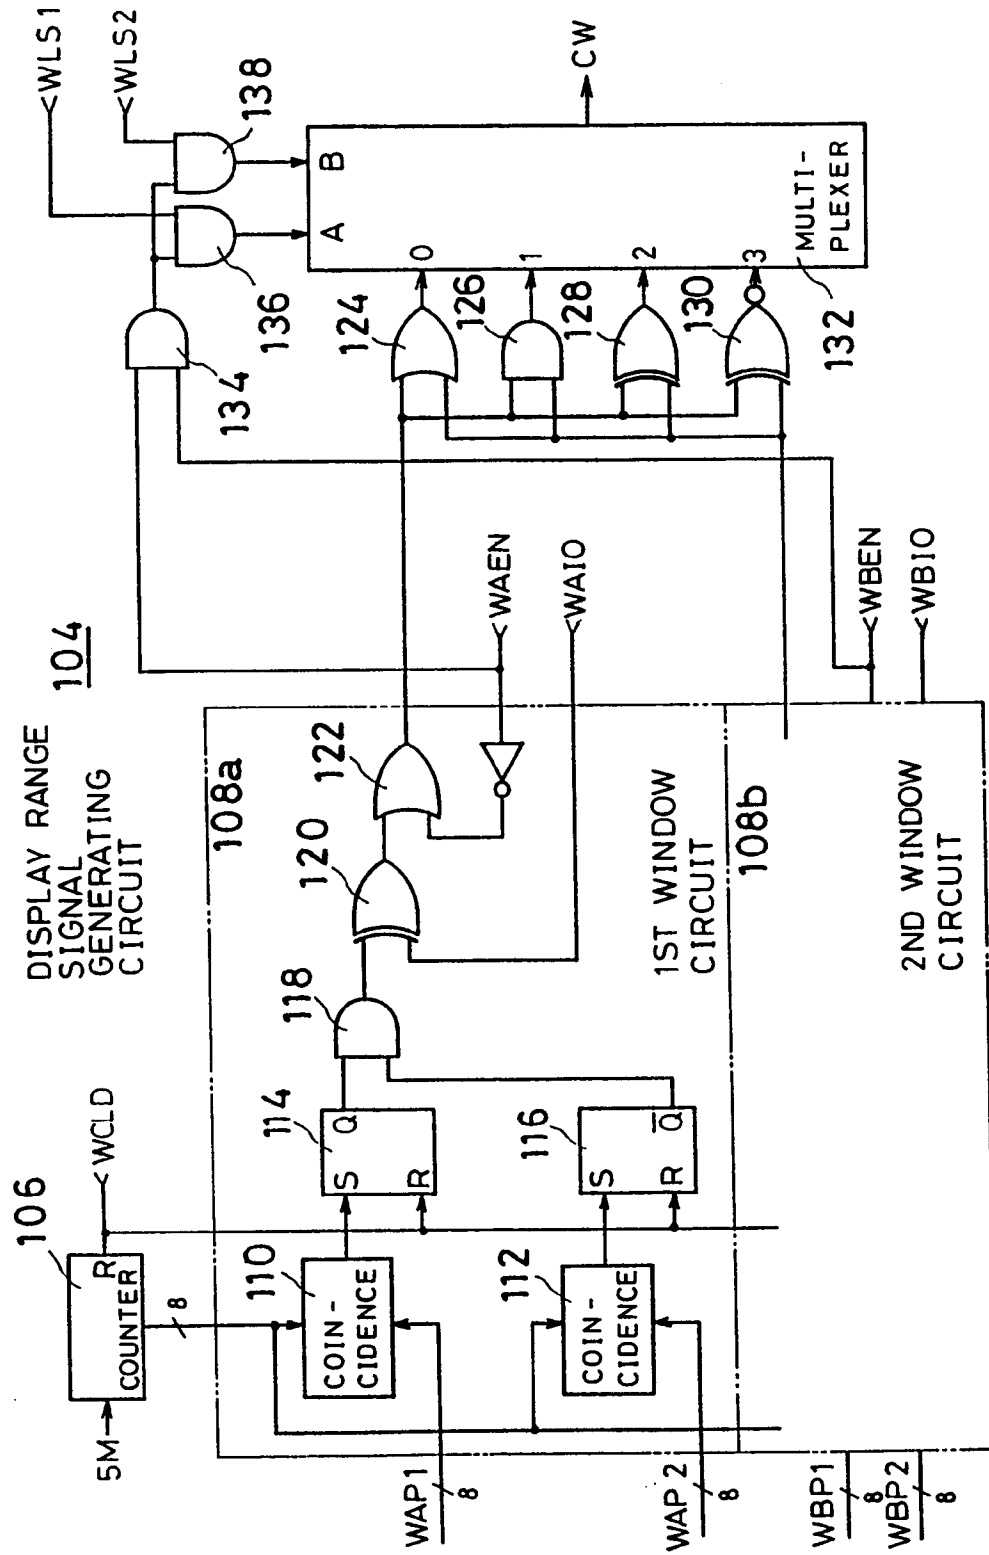 DISPLAY RANGE
SIGNAL
GENERATING
CIRCUIT
104
106
R
COUNTER
5M
8
WCLD
108a
110
COIN-
CIDENCE
112
COIN-
CIDENCE
WAP1
8
WAP2
8
WBP1
8
WBP2
8
114
S
Q
R
116
S
Q̅
R
118
120
122
1ST WINDOW
CIRCUIT
108b
2ND WINDOW
CIRCUIT
WAEN
WAIO
WBEN
WBIO
134
136
138
WLS1
WLS2
124
126
128
130
132
A
B
0
1
2
3
MULTI-
PLEXER
CW